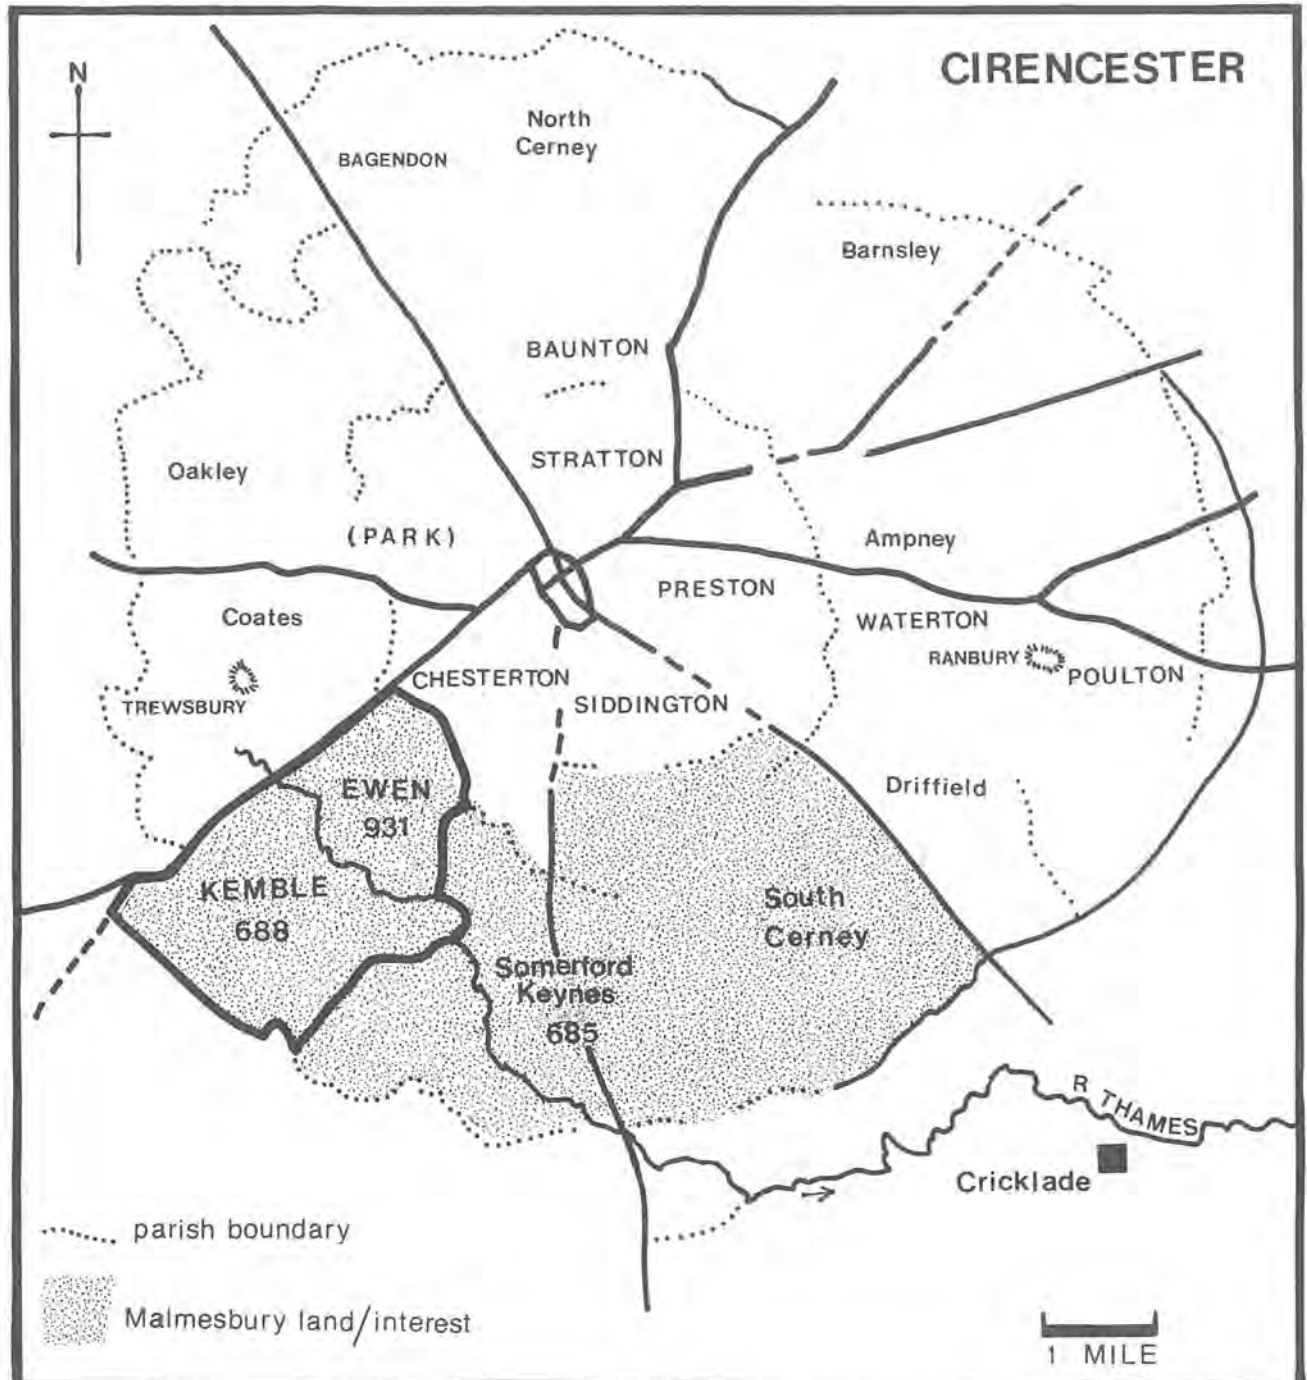 CIRENCESTER
N
North
Cerney
BAGENDON
Barnsley
BAUNTON
STRATTON
Oakley
(PARK)
Ampney
PRESTON
Coates
WATERTON
RANBURY
POULTON
CHESTERTON
TREWSBURY
SIDDINGTON
EWEN
931
Driffield
KEMBLE
688
South
Cerney
Somerford
Keynes
685
R THAMES
Cricklade
parish boundary
Malmesbury land/interest
1 MILE